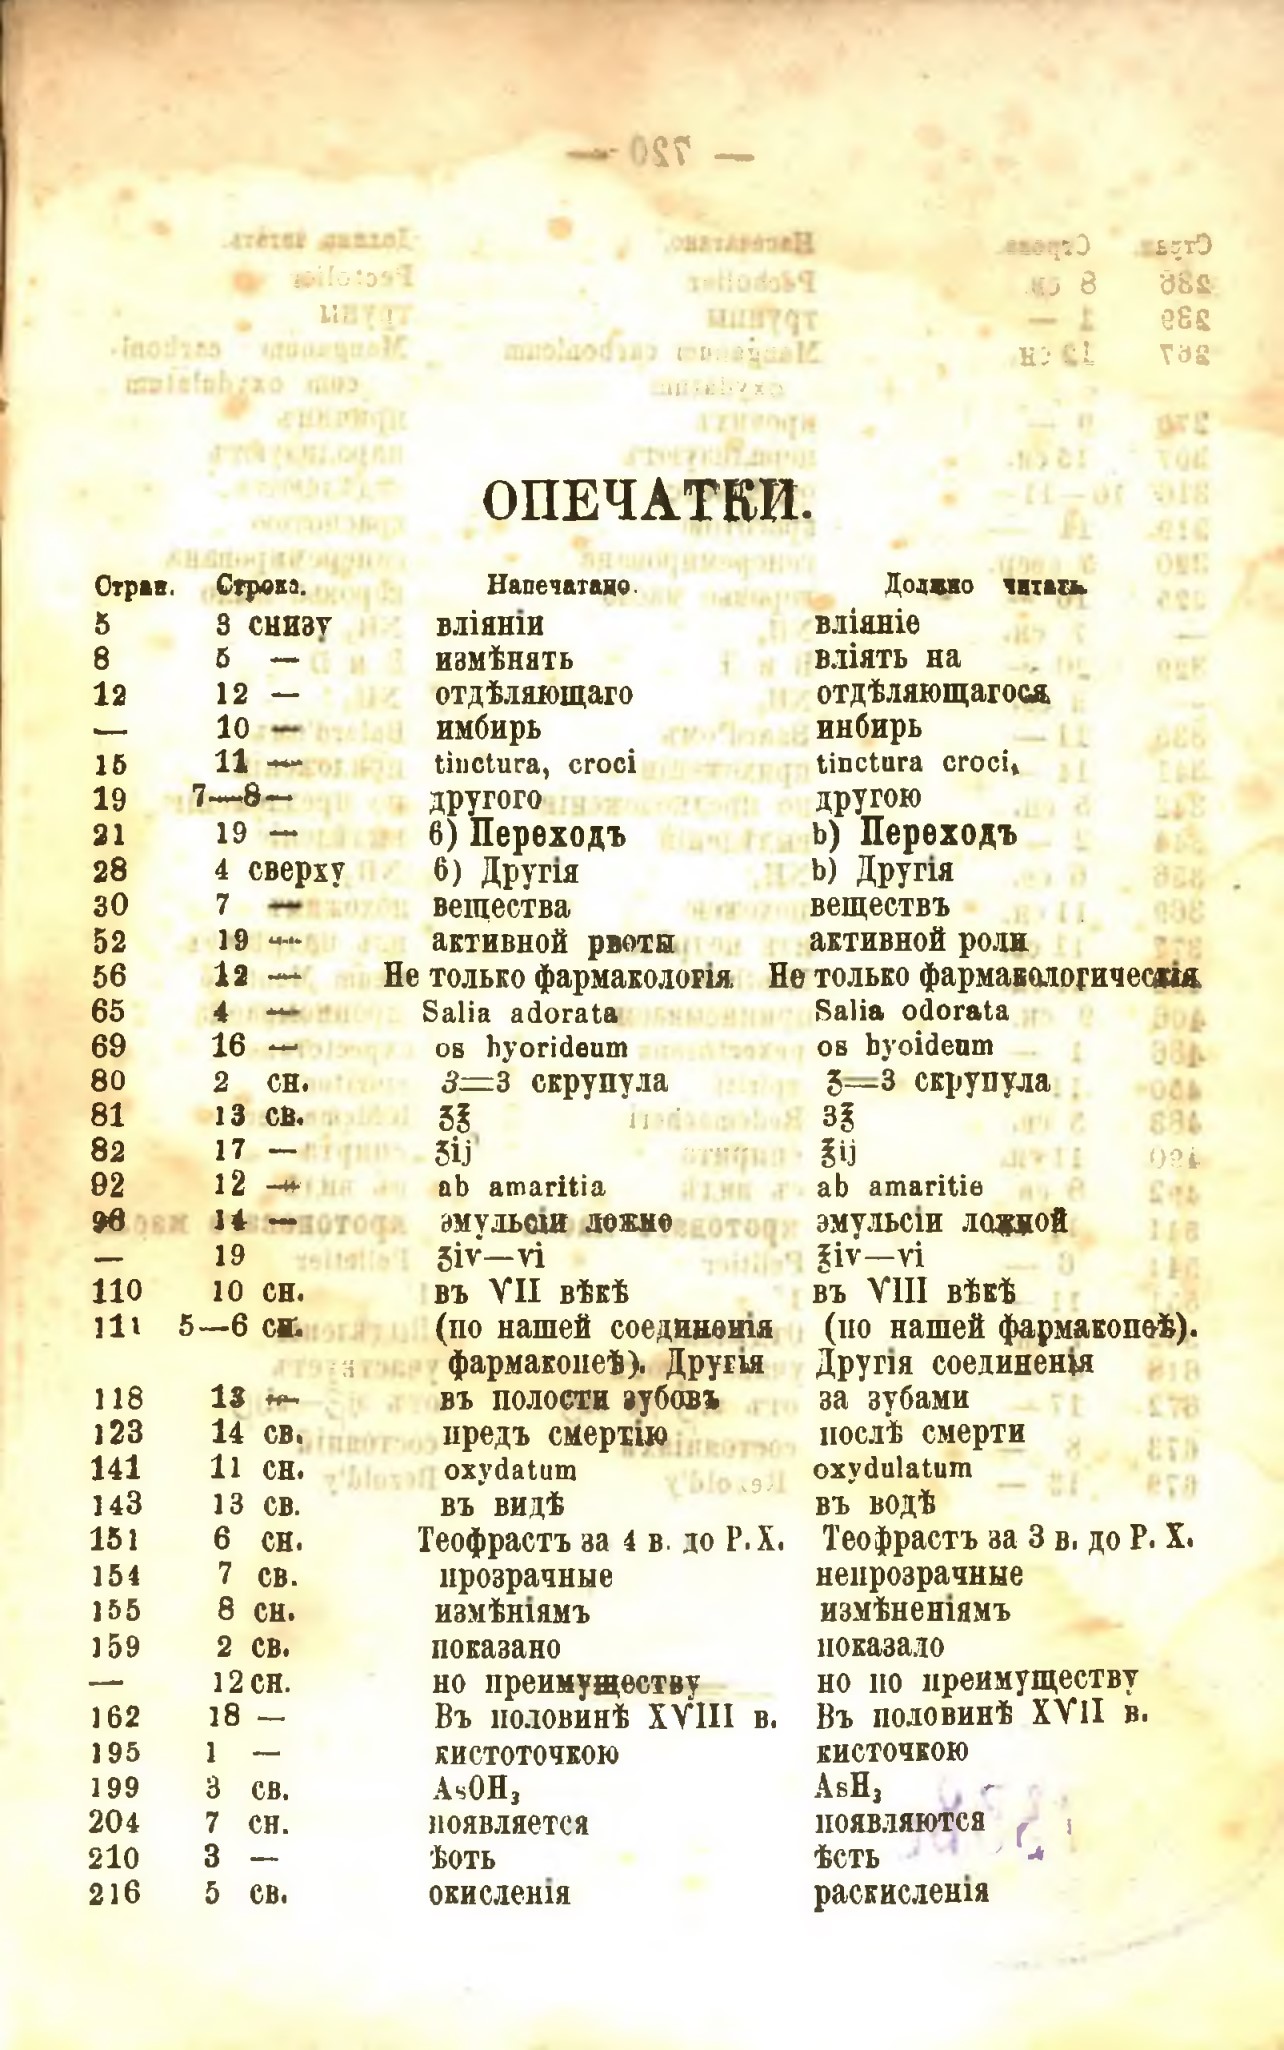 ОПЕЧАТКИ.
Стран. Строка. Напечатано. Должно читать.
5 3 снизу вліяніи вліяніе
8 5 — измѣнять вліять на
12 12 — отдѣляющаго отдѣляющагося
— 10 — имбирь инбирь
15 11 — tinctura, croci tinctura croci,
19 7—8— другого другою
21 19 — б) Переходъ b) Переходъ
28 4 сверху б) Другія b) Другія
30 7 — вещества веществъ
52 19 — активной рвоты активной роли
56 12 — Не только фармакологія Не только фармакологическія
65 4 — Salia adorata Salia odorata
69 16 — os hyorideum os hyoideum
80 2 сн. 3=3 скрупула ʒ=3 скрупула
81 13 св. ʒ℥ 3℥
82 17 — ʒij ℥ij
92 12 — ab amaritia ab amaritie
96 14 — эмульсіи ложне эмульсіи ложной
— 19 ʒiv—vi ℥iv—vi
110 10 сн. въ VII вѣкѣ въ VIII вѣкѣ
111 5—6 сн. (по нашей соединенія (по нашей фармакопеѣ).
фармакопеѣ). Другія Другія соединенія
118 13 — въ полости зубовъ за зубами
123 14 св. предъ смертію послѣ смерти
141 11 сн. oxydatum oxydulatum
143 13 св. въ видѣ въ водѣ
151 6 сн. Теофрастъ за 4 в. до Р. Х. Теофрастъ за 3 в. до Р. Х.
154 7 св. прозрачные непрозрачные
155 8 сн. измѣніямъ измѣненіямъ
159 2 св. показано показало
— 12 сн. но преимуществу но по преимуществу
162 18 — Въ половинѣ XVIII в. Въ половинѣ XVII в.
195 1 — кистоточкою кисточкою
199 3 св. AsOH₃ AsH₃
204 7 сн. появляется появляются
210 3 — ѣоть ѣсть
216 5 св. окисленія раскисленія